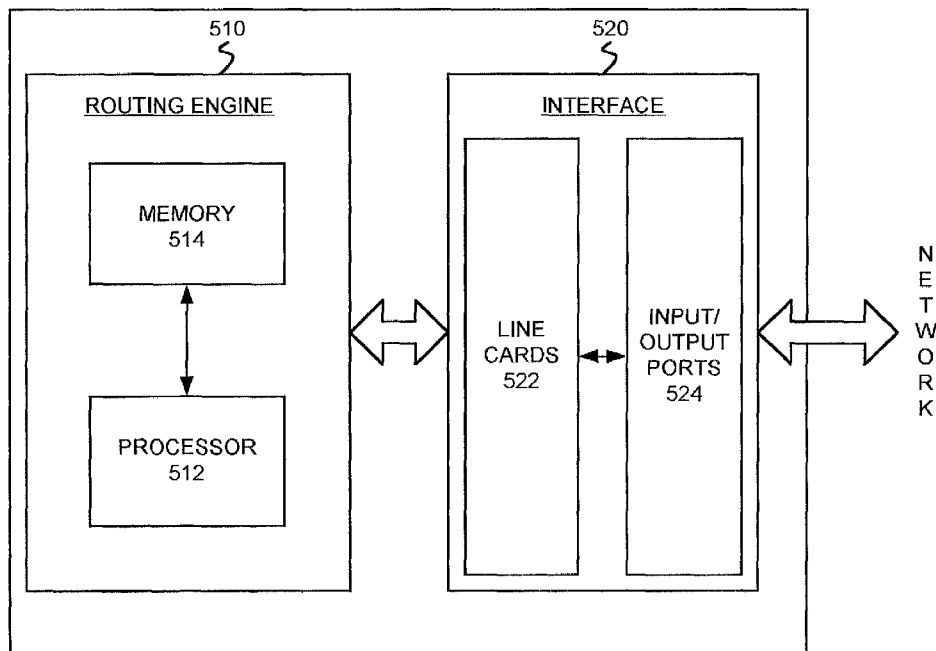 510
520
ROUTING ENGINE
INTERFACE
MEMORY
514
PROCESSOR
512
LINE
CARDS
522
INPUT/
OUTPUT
PORTS
524
N
E
T
W
O
R
K